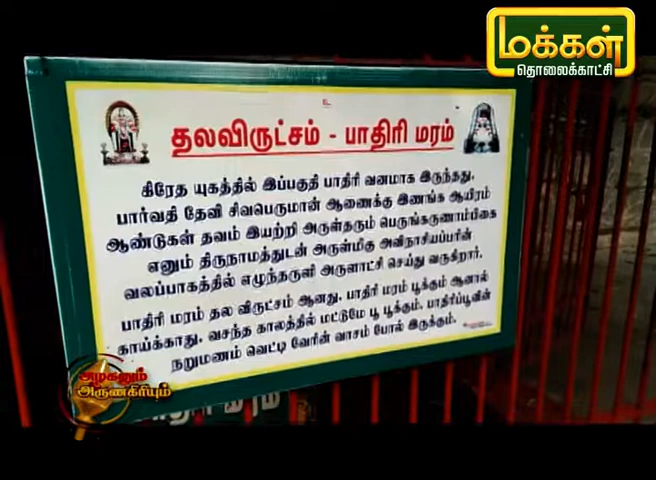 மக்கள்
தொலைக்காட்சி
உ
தலவிருட்சம் - பாதிரி மரம்
கிரேத யுகத்தில் இப்பகுதி பாதிரி வனமாக இருந்தது.
பார்வதி தேவி சிவபெருமான் ஆணைக்கு இணங்க ஆயிரம்
ஆண்டுகள் தவம் இயற்றி அருள்தரும் பெருங்கருணாம்பிகை
எனும் திருநாமத்துடன் அருள்மிகு அவிநாசியப்பரின்
வலப்பாகத்தில் எழுந்தருளி அருளாட்சி செய்து வருகிறார்.
பாதிரி மரம் தல விருட்சம் ஆனது. பாதிரி மரம் பூக்கும் ஆனால்
காய்க்காது. வசந்த காலத்தில் மட்டுமே பூ பூக்கும். பாதிரிப்பூவின்
நறுமணம் வெட்டி வேரின் வாசம் போல் இருக்கும்.
அழகனும்
அருணகிரியும்